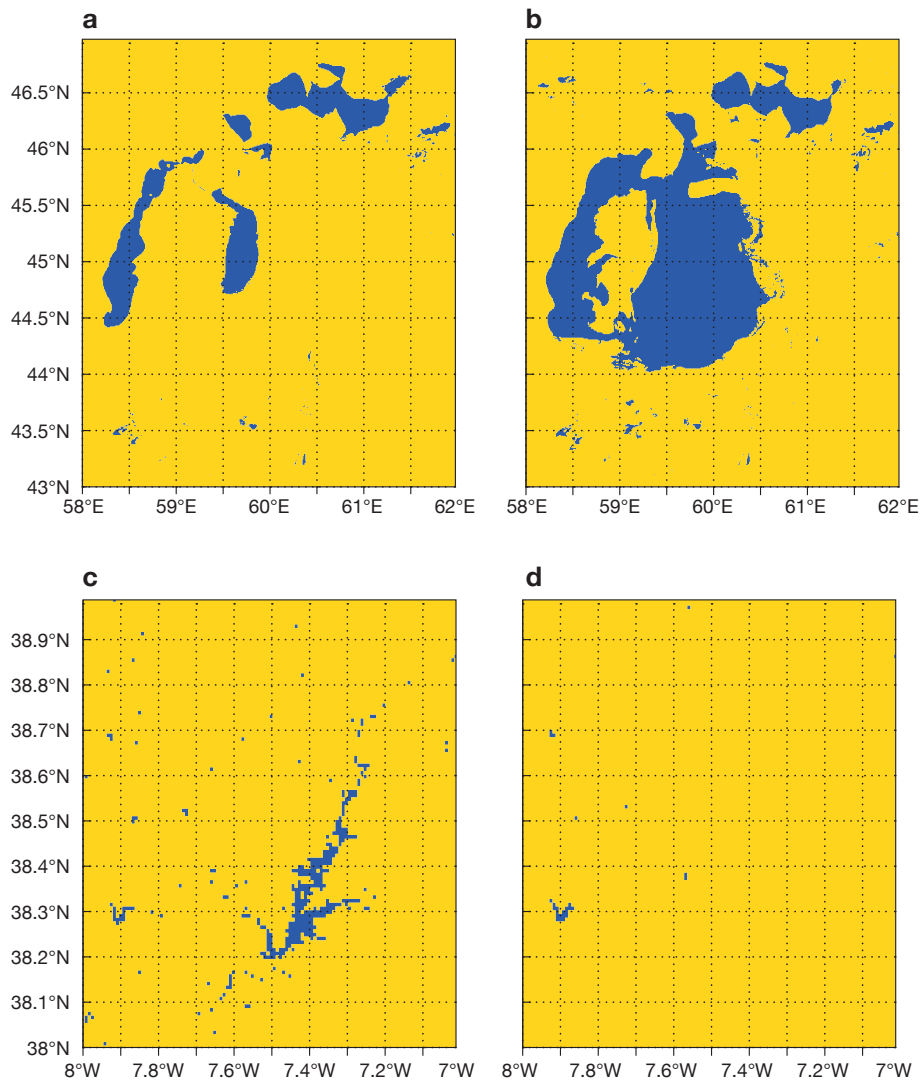 a
b
46.5°N
46°N
45.5°N
45°N
44.5°N
44°N
43.5°N
43°N
58°E 59°E 60°E 61°E 62°E
58°E 59°E 60°E 61°E 62°E
c
d
38.9°N
38.8°N
38.7°N
38.6°N
38.5°N
38.4°N
38.3°N
38.2°N
38.1°N
38°N
8°W 7.8°W 7.6°W 7.4°W 7.2°W 7°W
8°W 7.8°W 7.6°W 7.4°W 7.2°W 7°W